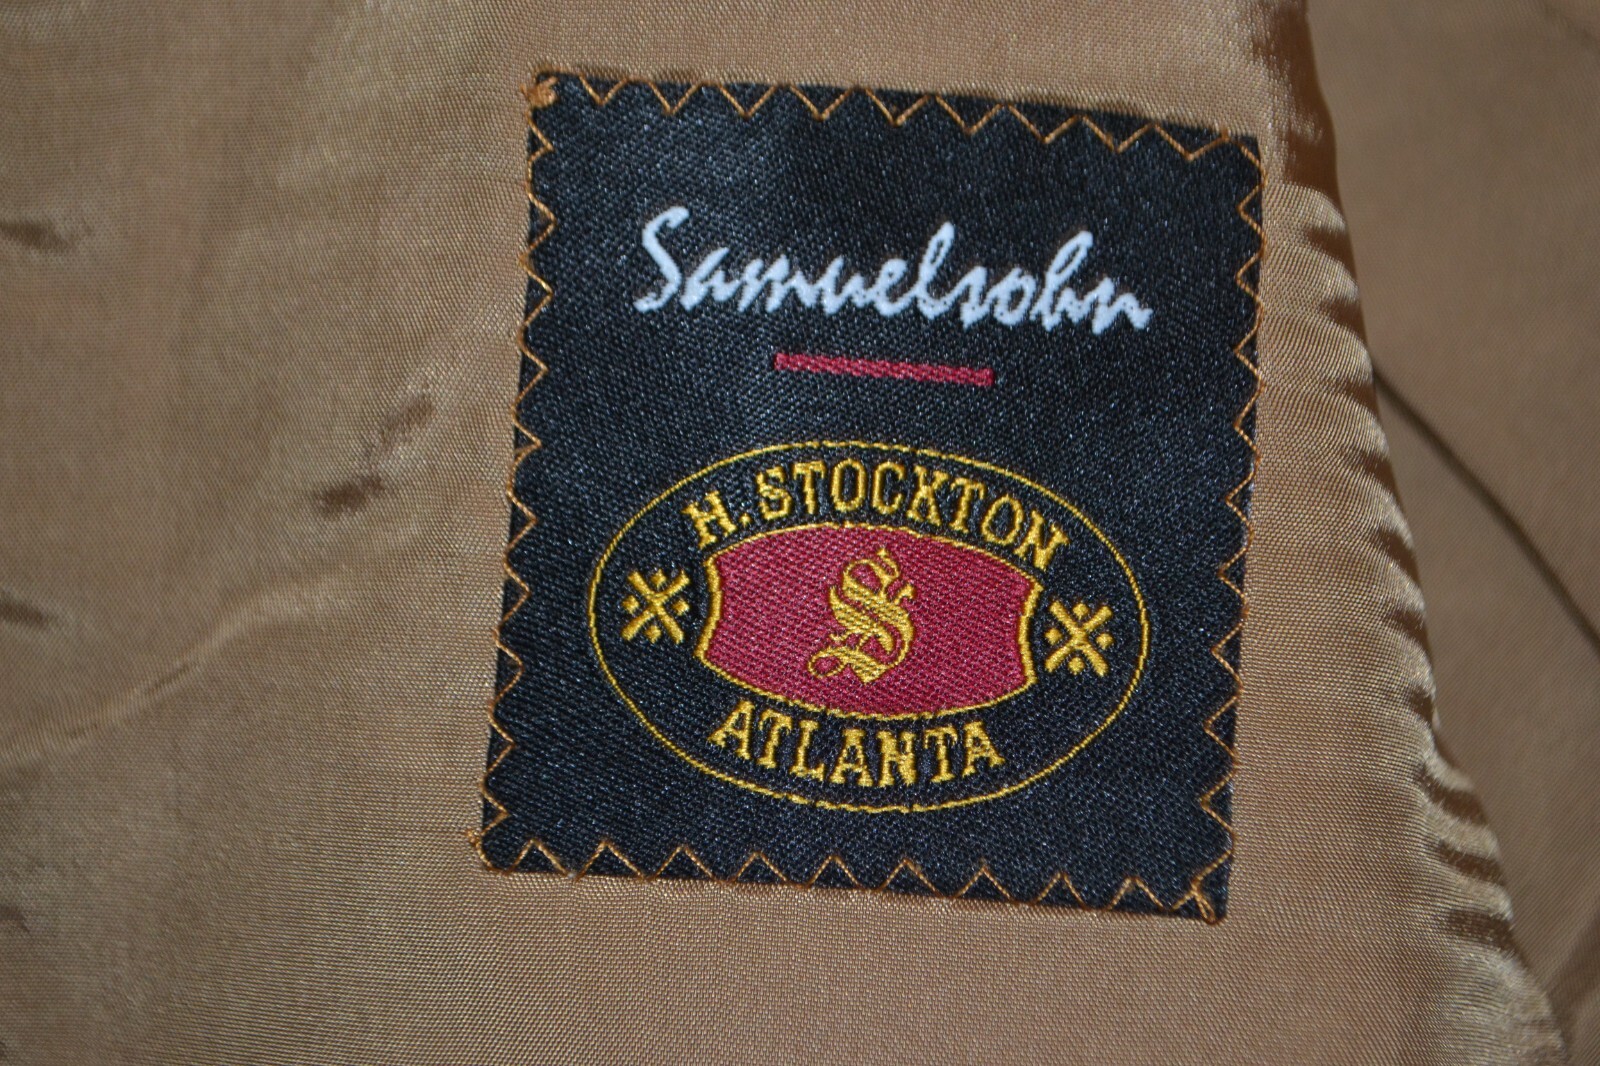 Samuelsohn
H. STOCKTON
S
ATLANTA